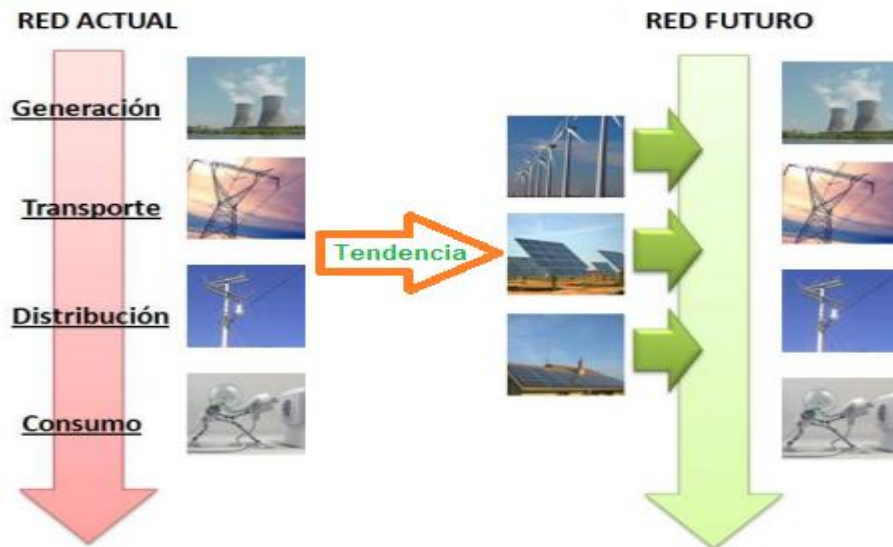 RED ACTUAL
RED FUTURO
Generación
Transporte
Tendencia
Distribución
Consumo